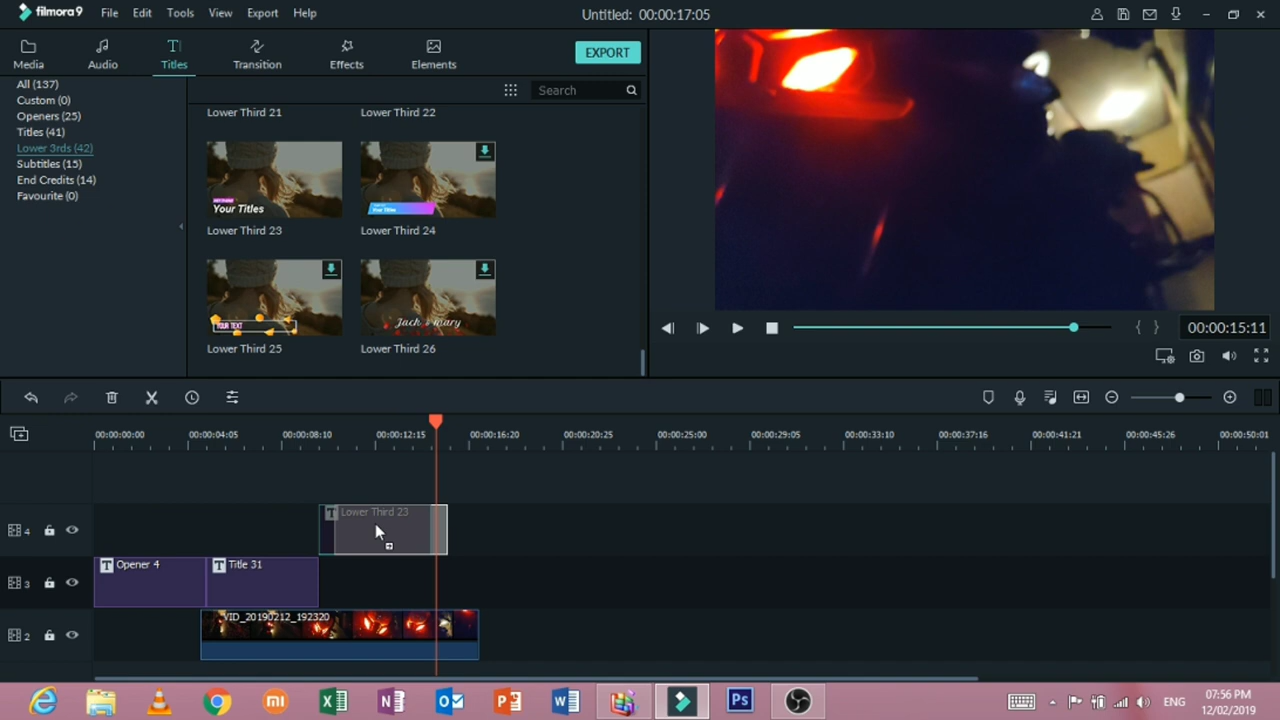 filmora9 File Edit Tools View Export Help Untitled: 00:00:17:05
Media Audio Titles Transition Effects Elements EXPORT
All (137)
Custom (0)
Openers (25)
Titles (41)
Lower 3rds (42)
Subtitles (15)
End Credits (14)
Favourite (0)
Search
Lower Third 21 Lower Third 22
Your Titles
Your Titles
Lower Third 23 Lower Third 24
YOUR TEXT
Jack & mary
Lower Third 25 Lower Third 26
00:00:15:11
00:00:00:00 00:00:04:05 00:00:08:10 00:00:12:15 00:00:16:20 00:00:20:25 00:00:25:00 00:00:29:05 00:00:33:10 00:00:37:16 00:00:41:21 00:00:45:26 00:00:50:01
4 T Lower Third 23
3 T Opener 4 T Title 31
2 VID_20190212_192320
ENG
07:56 PM
12/02/2019